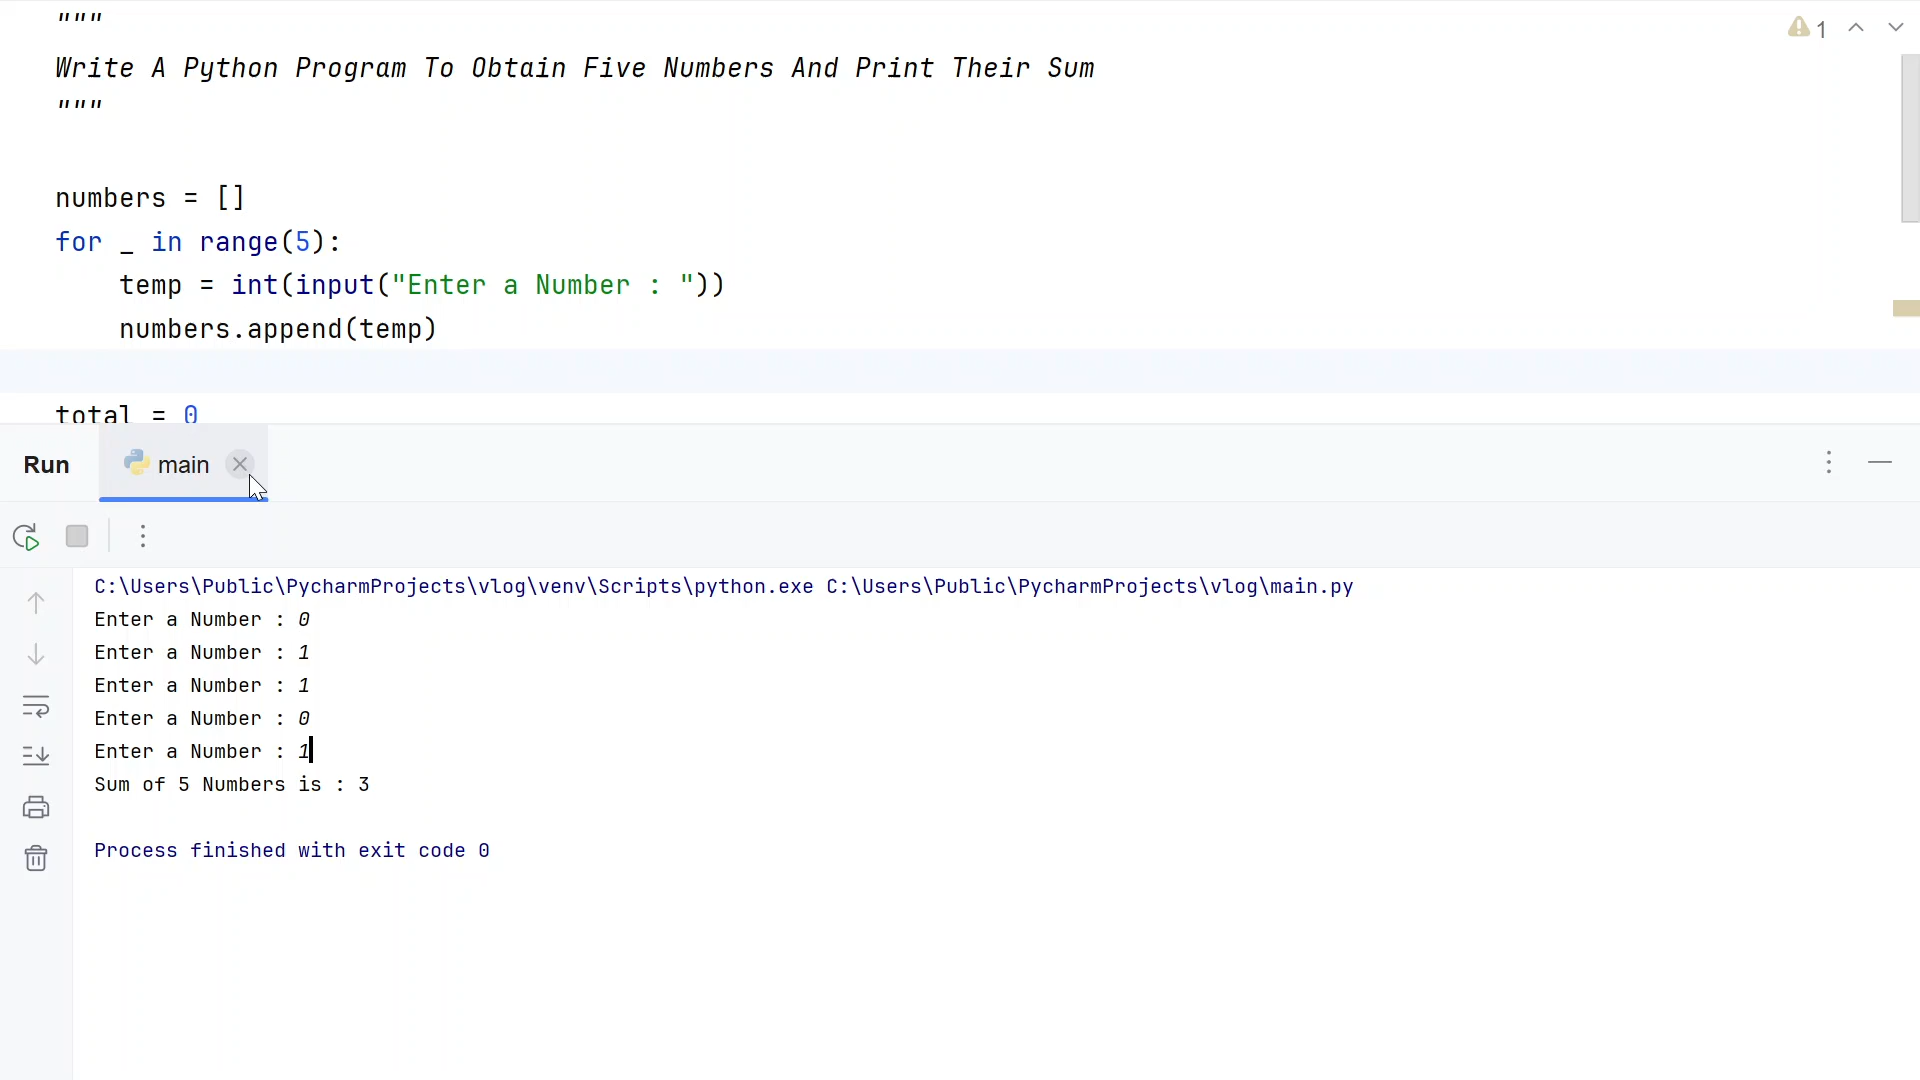 """
1
Write A Python Program To Obtain Five Numbers And Print Their Sum
"""
numbers = []
for _ in range(5):
    temp = int(input("Enter a Number : "))
    numbers.append(temp)
total = 0
Run main
C:\Users\Public\PycharmProjects\vlog\venv\Scripts\python.exe C:\Users\Public\PycharmProjects\vlog\main.py
Enter a Number : 0
Enter a Number : 1
Enter a Number : 1
Enter a Number : 0
Enter a Number : 1
Sum of 5 Numbers is : 3
Process finished with exit code 0